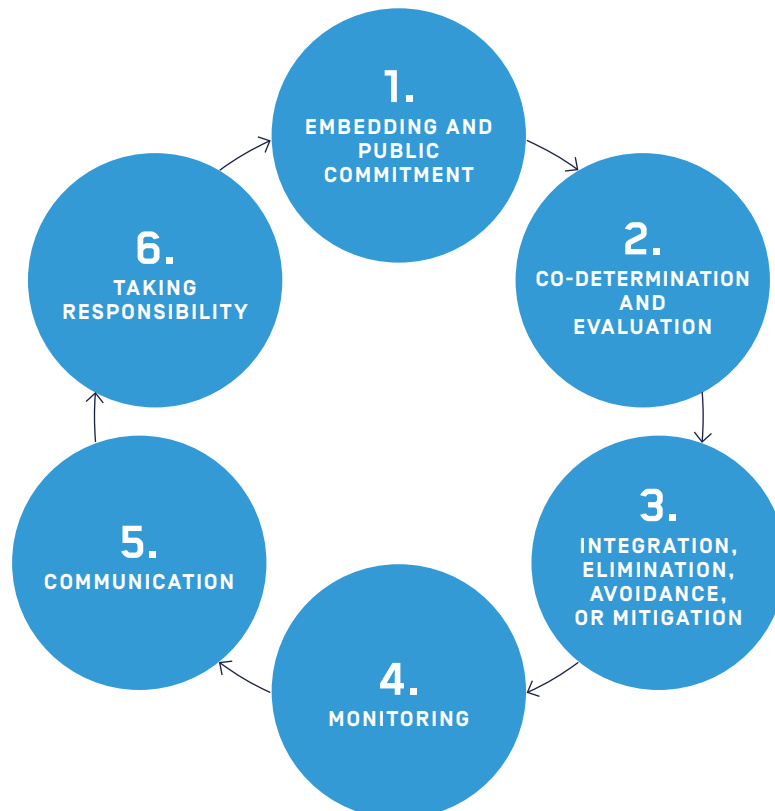 1.
EMBEDDING AND
PUBLIC
COMMITMENT
2.
CO-DETERMINATION
AND
EVALUATION
3.
INTEGRATION,
ELIMINATION,
AVOIDANCE,
OR MITIGATION
4.
MONITORING
5.
COMMUNICATION
6.
TAKING
RESPONSIBILITY